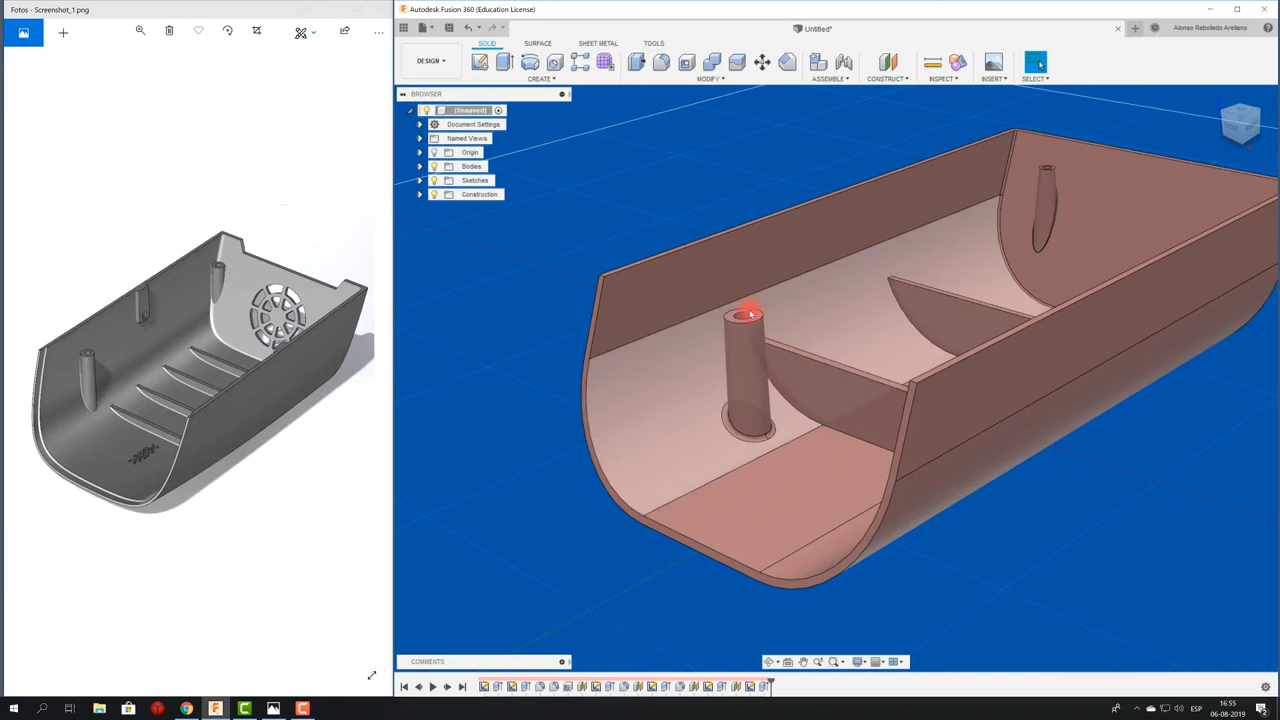 Fotos - Screenshot_1.png
Autodesk Fusion 360 (Education License)
Untitled*
Alonso Rebolledo Arellano
SOLID
SURFACE
SHEET METAL
TOOLS
DESIGN
CREATE
MODIFY
ASSEMBLE
CONSTRUCT
INSPECT
INSERT
SELECT
BROWSER
(Unsaved)
Document Settings
Named Views
Origin
Bodies
Sketches
Construction
COMMENTS
ESP
16:55
06-08-2019